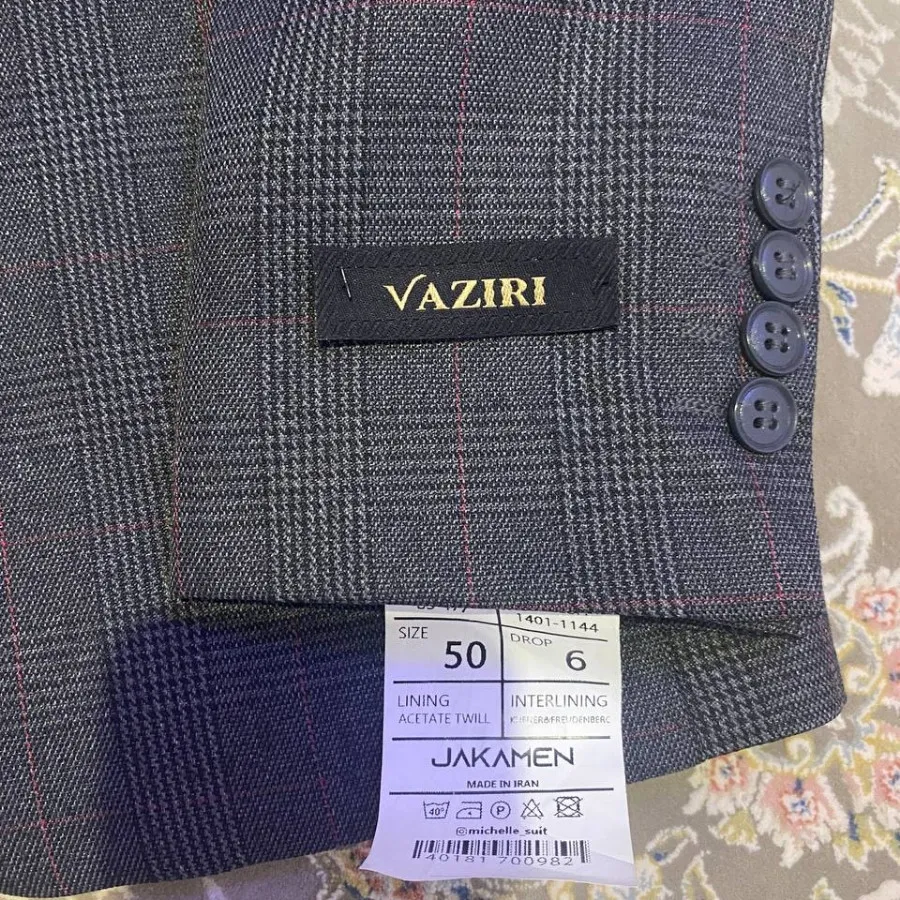 VAZIRI
1401-1144
SIZE 50
DROP 6
LINING
ACETATE TWILL
INTERLINING
JAKAMEN
MADE IN IRAN
40°
P
@michelle_suit
40181 700982